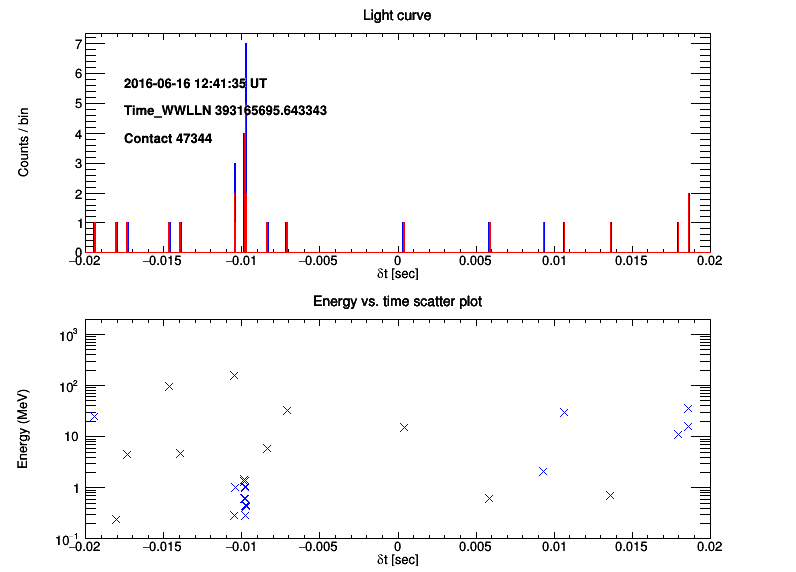 Light curve
Counts / bin
7
6
5
4
3
2
1
0
2016-06-16 12:41:35 UT
Time_WWLLN 393165695.643343
Contact 47344
−0.02 −0.015 −0.01 −0.005 0 0.005 0.01 0.015 0.02
δt [sec]
Energy vs. time scatter plot
Energy (MeV)
10³
10²
10
1
10⁻¹
−0.02 −0.015 −0.01 −0.005 0 0.005 0.01 0.015 0.02
δt [sec]